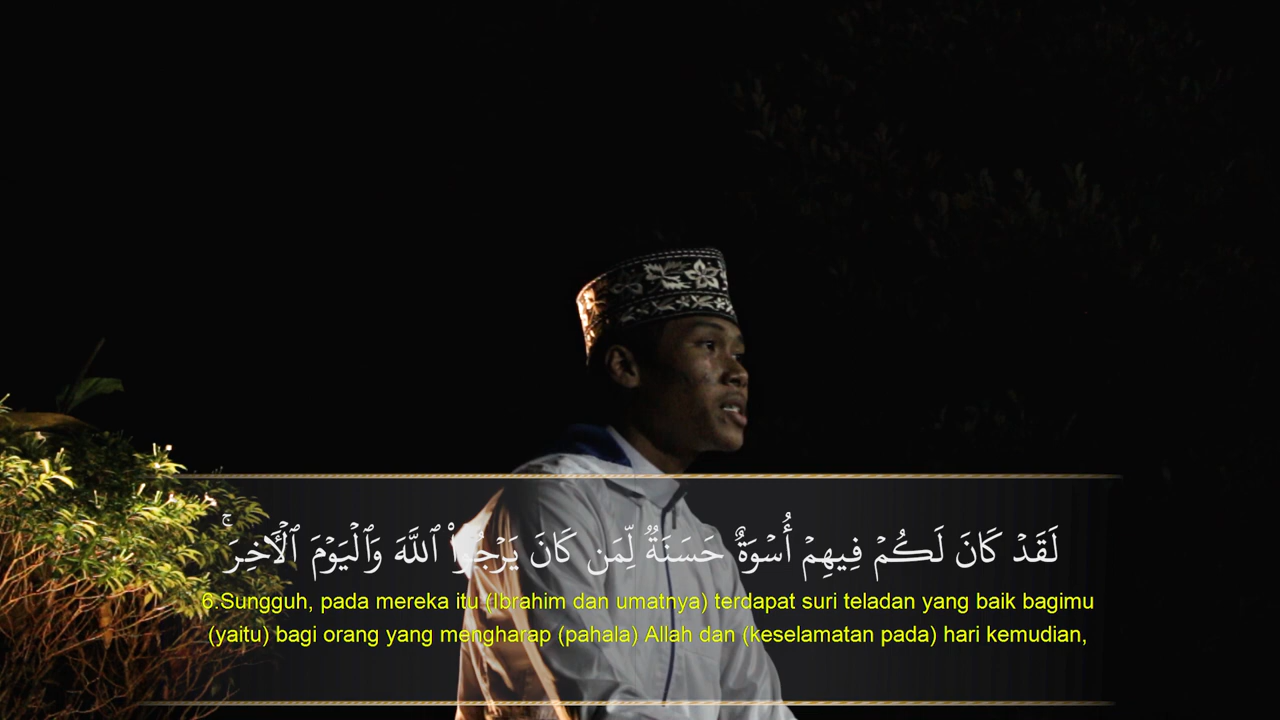 لَقَدْ كَانَ لَكُمْ فِيهِمْ أُسْوَةٌ حَسَنَةٌ لِّمَن كَانَ يَرْجُوا۟ ٱللَّهَ وَٱلْيَوْمَ ٱلْـَٔاخِرَ ۚ
6.Sungguh, pada mereka itu (Ibrahim dan umatnya) terdapat suri teladan yang baik bagimu
(yaitu) bagi orang yang mengharap (pahala) Allah dan (keselamatan pada) hari kemudian,